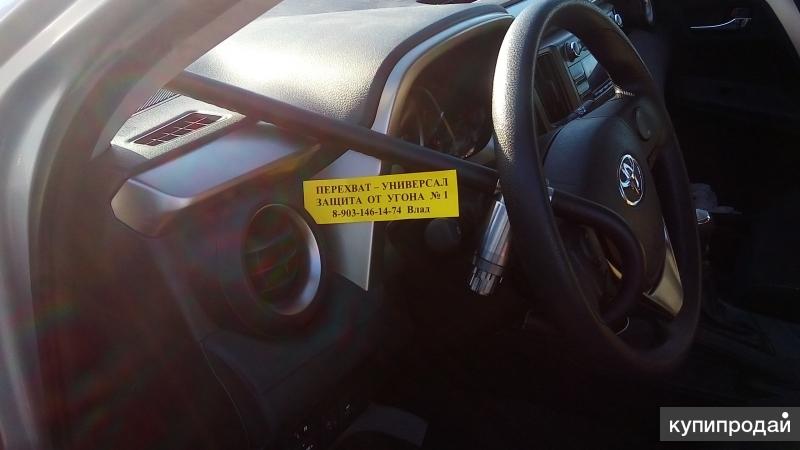 ПЕРЕХВАТ – УНИВЕРСАЛ
ЗАЩИТА ОТ УГОНА № 1
8-903-146-14-74 Влад
купипродай